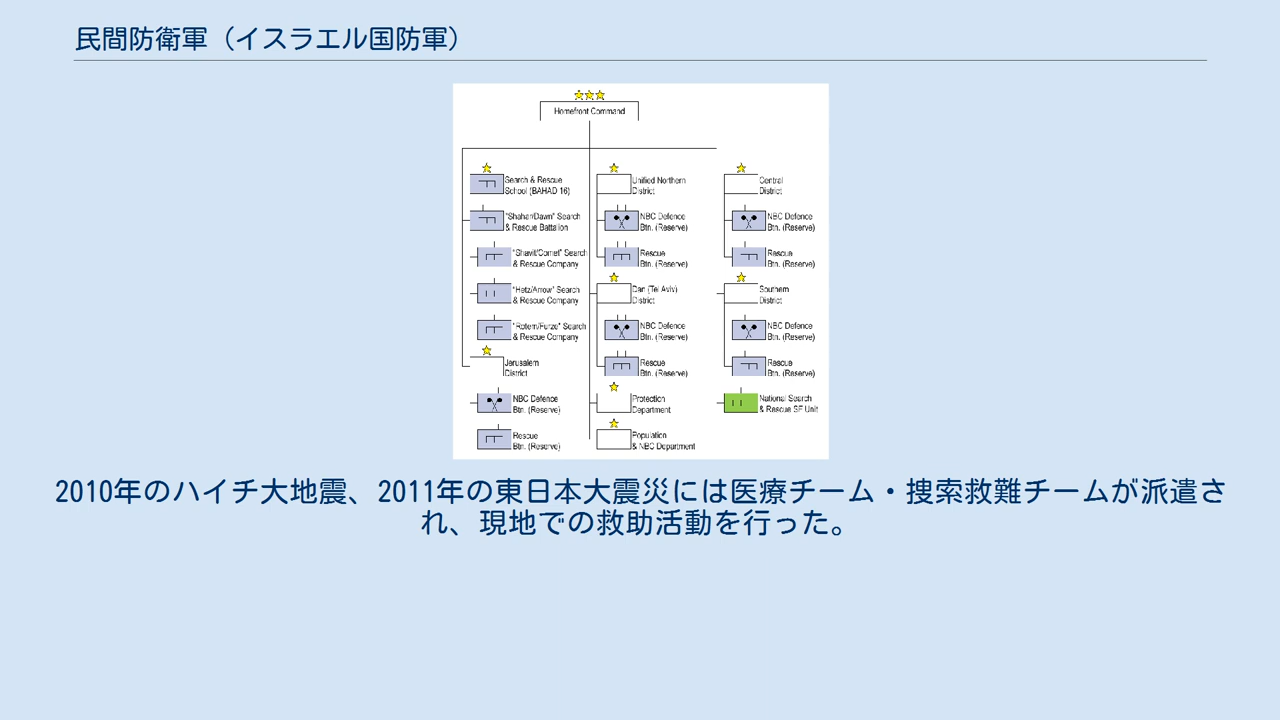 民間防衛軍（イスラエル国防軍）
Homefront Command
Search & Rescue
School (BAHAD 16)
"Shahar/Dawn" Search
& Rescue Battalion
"Shavit/Comet" Search
& Rescue Company
"Hetz/Arrow" Search
& Rescue Company
"Rotem/Furze" Search
& Rescue Company
Jerusalem
District
NBC Defence
Btn. (Reserve)
Rescue
Btn. (Reserve)
Unified Northern
District
NBC Defence
Btn. (Reserve)
Rescue
Btn. (Reserve)
Dan (Tel Aviv)
District
NBC Defence
Btn. (Reserve)
Rescue
Btn. (Reserve)
Protection
Department
Population
& NBC Department
Central
District
NBC Defence
Btn. (Reserve)
Rescue
Btn. (Reserve)
Southern
District
NBC Defence
Btn. (Reserve)
Rescue
Btn. (Reserve)
National Search
& Rescue SF Unit
2010年のハイチ大地震、2011年の東日本大震災には医療チーム・捜索救難チームが派遣さ
れ、現地での救助活動を行った。